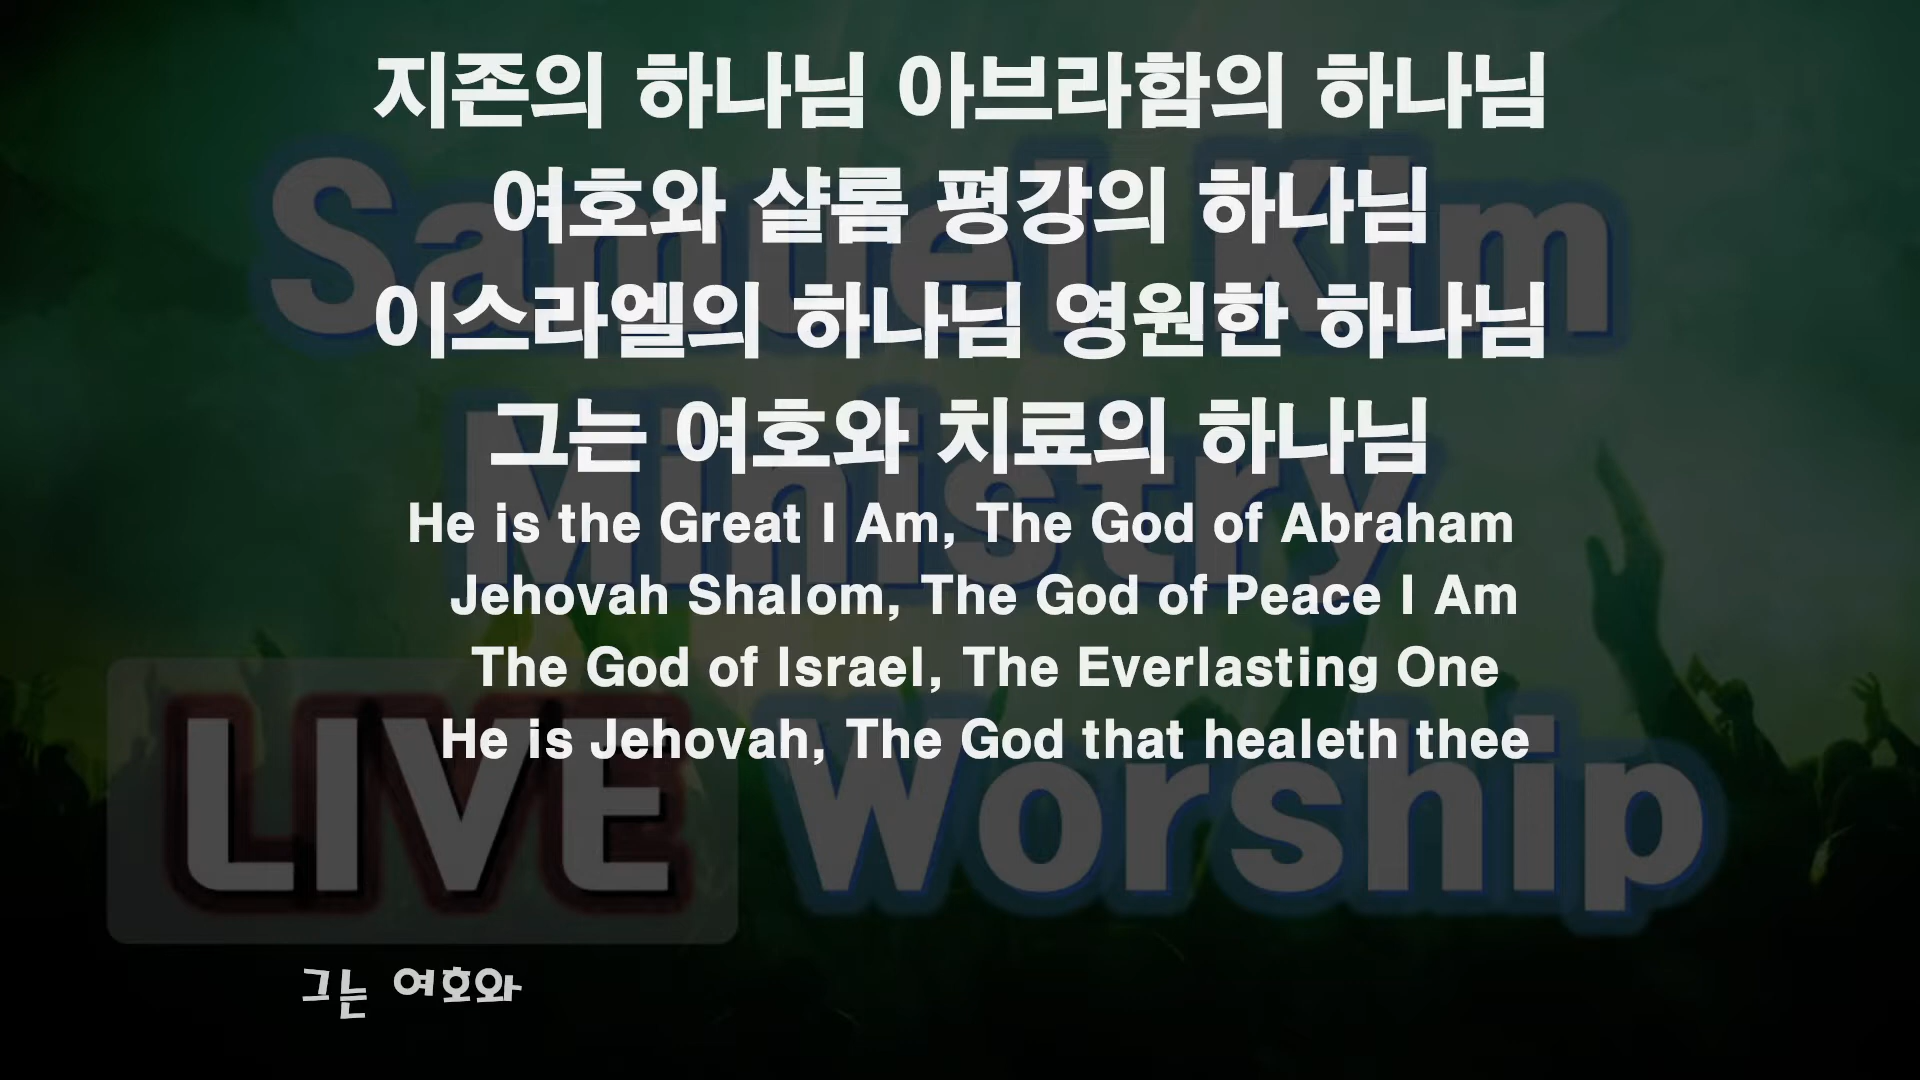 지존의 하나님 아브라함의 하나님
여호와 샬롬 평강의 하나님
이스라엘의 하나님 영원한 하나님
그는 여호와 치료의 하나님
He is the Great I Am, The God of Abraham
Jehovah Shalom, The God of Peace I Am
The God of Israel, The Everlasting One
He is Jehovah, The God that healeth thee
Samuel Kim
Ministry
LIVE Worship
그는 여호와